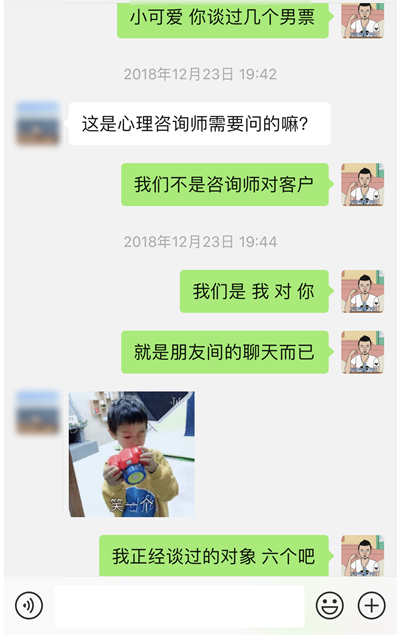 小可爱 你谈过几个男票
2018年12月23日 19:42
这是心理咨询师需要问的嘛?
我们不是咨询师对客户
2018年12月23日 19:44
我们是 我 对 你
就是朋友间的聊天而已
笑一个
我正经谈过的对象 六个吧